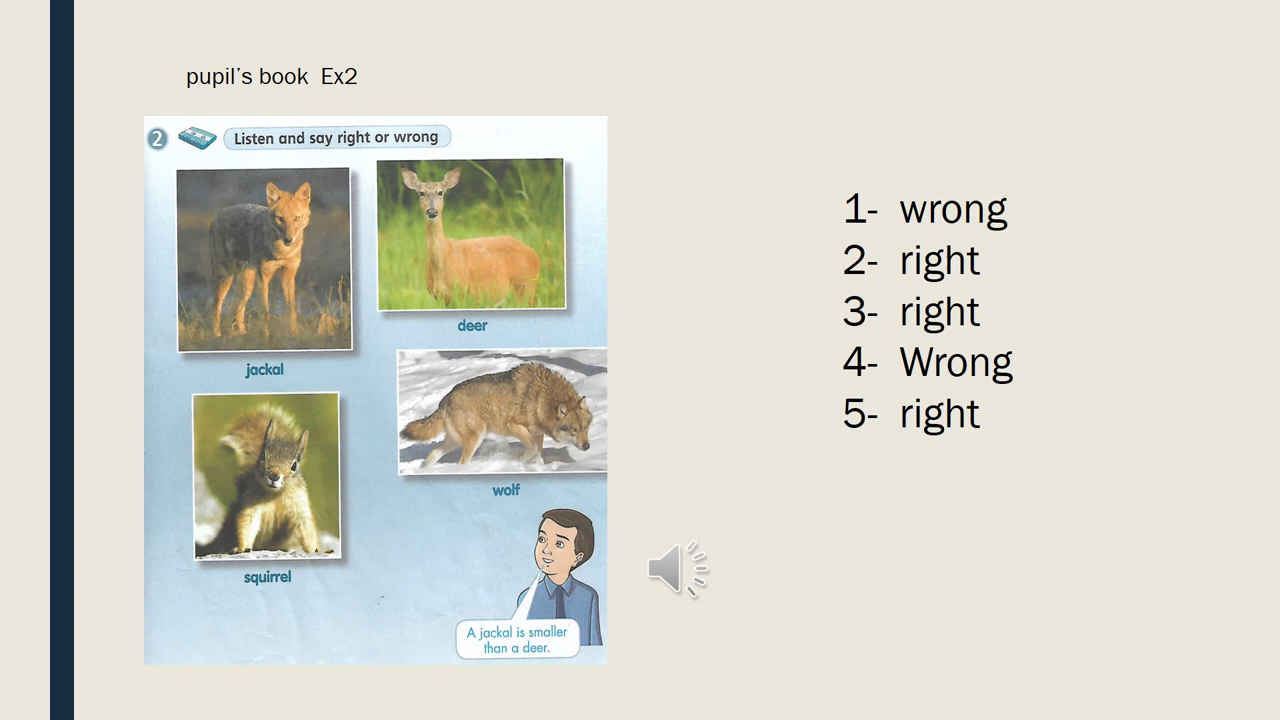 pupil's book  Ex2
2
Listen and say right or wrong
jackal
deer
squirrel
wolf
A jackal is smaller
than a deer.
1-  wrong
2-  right
3-  right
4-  Wrong
5-  right